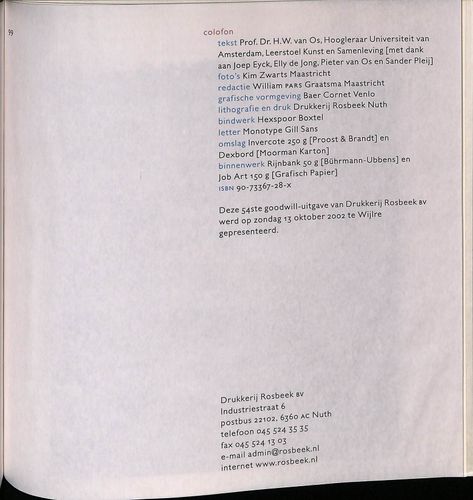 59
colofon
tekst Prof. Dr. H.W. van Os, Hoogleraar Universiteit van
Amsterdam, Leerstoel Kunst en Samenleving [met dank
aan Joep Eyck, Elly de Jong, Pieter van Os en Sander Pleij]
foto's Kim Zwarts Maastricht
redactie William PARS Graatsma Maastricht
grafische vormgeving Baer Cornet Venlo
lithografie en druk Drukkerij Rosbeek Nuth
bindwerk Hexspoor Boxtel
letter Monotype Gill Sans
omslag Invercote 250 g [Proost & Brandt] en
Dexbord [Moorman Karton]
binnenwerk Rijnbank 50 g [Bührmann-Ubbens] en
Job Art 150 g [Grafisch Papier]
ISBN 90-73367-28-x
Deze 54ste goodwill-uitgave van Drukkerij Rosbeek BV
werd op zondag 13 oktober 2002 te Wijlre
gepresenteerd.
Drukkerij Rosbeek BV
Industriestraat 6
postbus 22102, 6360 AC Nuth
telefoon 045 524 35 35
fax 045 524 13 03
e-mail admin@rosbeek.nl
internet www.rosbeek.nl